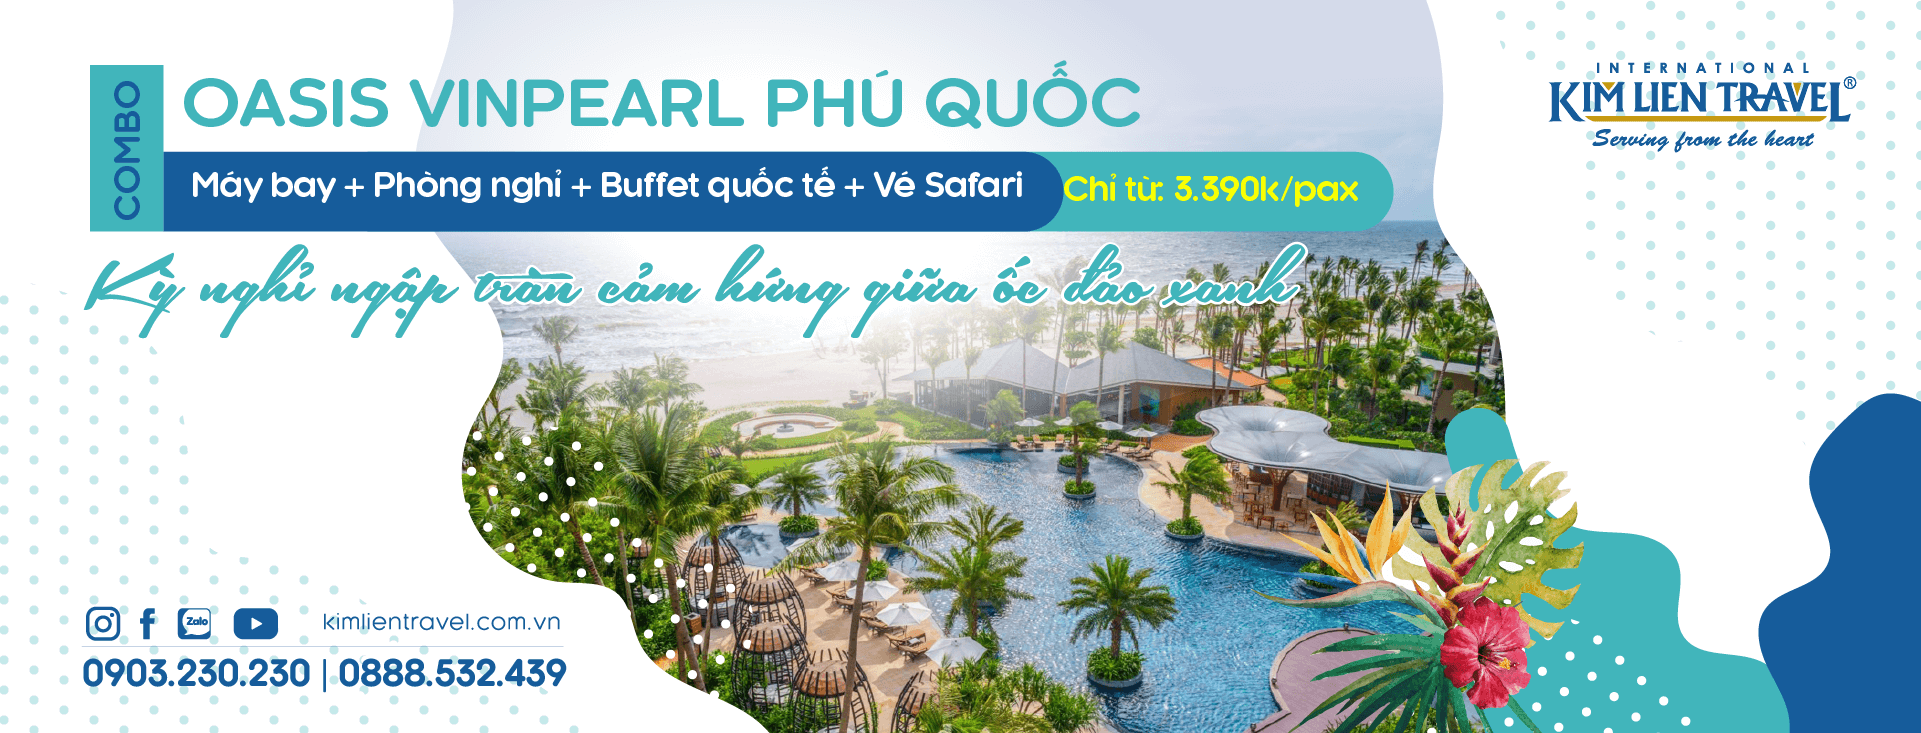 COMBO
OASIS VINPEARL PHÚ QUỐC
Máy bay + Phòng nghỉ + Buffet quốc tế + Vé Safari
Chỉ từ: 3.390k/pax
Kỳ nghỉ ngập tràn cảm hứng giữa ốc đảo xanh
INTERNATIONAL
KIM LIEN TRAVEL®
Serving from the heart
Zalo
kimlientravel.com.vn
0903.230.230 | 0888.532.439